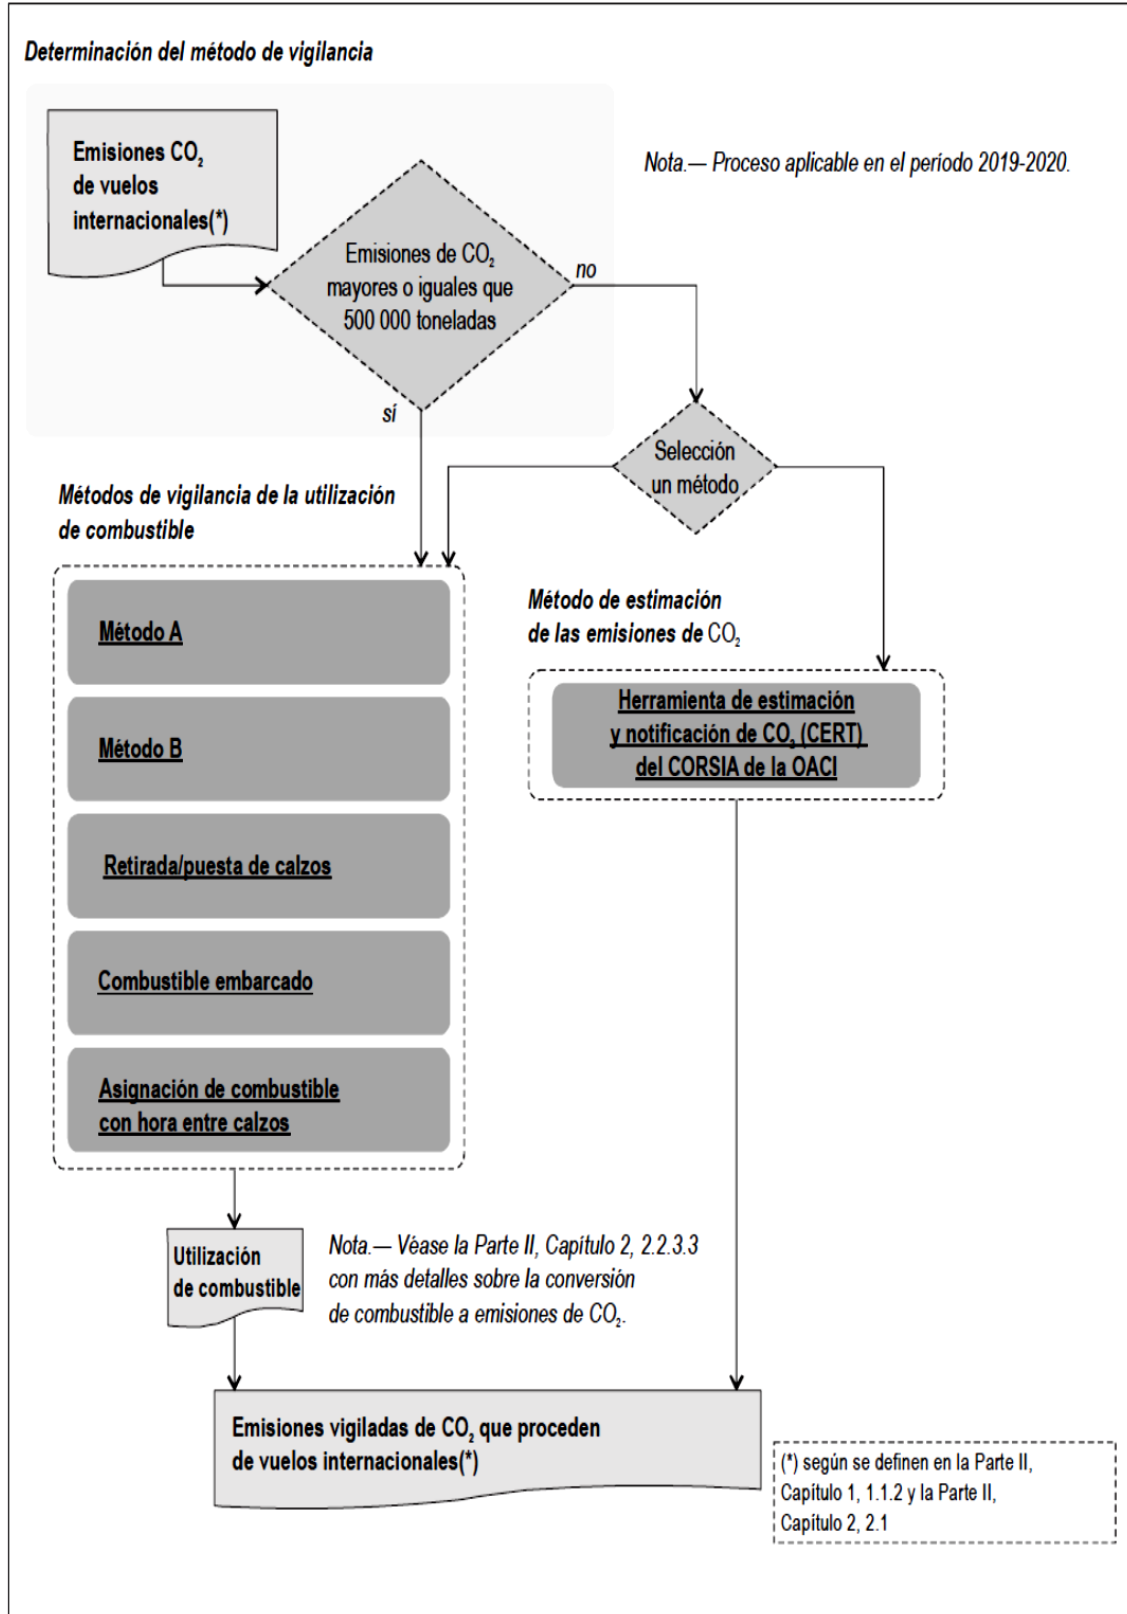 Determinación del método de vigilancia
Emisiones CO₂
de vuelos
internacionales(*)
Nota.— Proceso aplicable en el período 2019-2020.
Emisiones de CO₂
mayores o iguales que
500 000 toneladas
no
sí
Selección
un método
Métodos de vigilancia de la utilización
de combustible
Método A
Método B
Retirada/puesta de calzos
Combustible embarcado
Asignación de combustible
con hora entre calzos
Método de estimación
de las emisiones de CO₂
Herramienta de estimación
y notificación de CO₂ (CERT)
del CORSIA de la OACI
Utilización
de combustible
Nota.— Véase la Parte II, Capítulo 2, 2.2.3.3
con más detalles sobre la conversión
de combustible a emisiones de CO₂.
Emisiones vigiladas de CO₂ que proceden
de vuelos internacionales(*)
(*) según se definen en la Parte II,
Capítulo 1, 1.1.2 y la Parte II,
Capítulo 2, 2.1